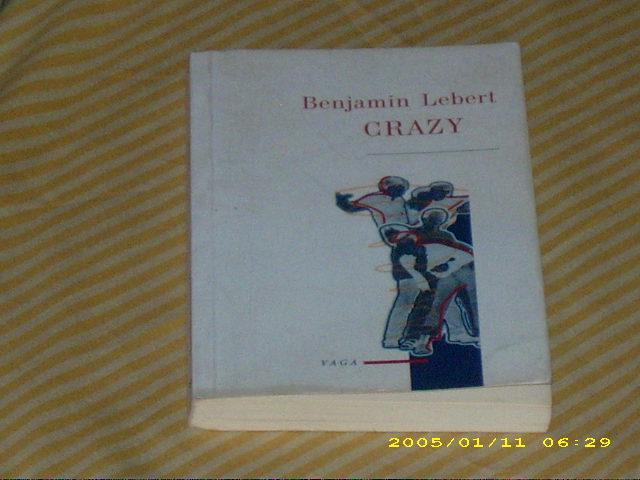 Benjamin Lebert
CRAZY
VAGA
2005/01/11 06:29